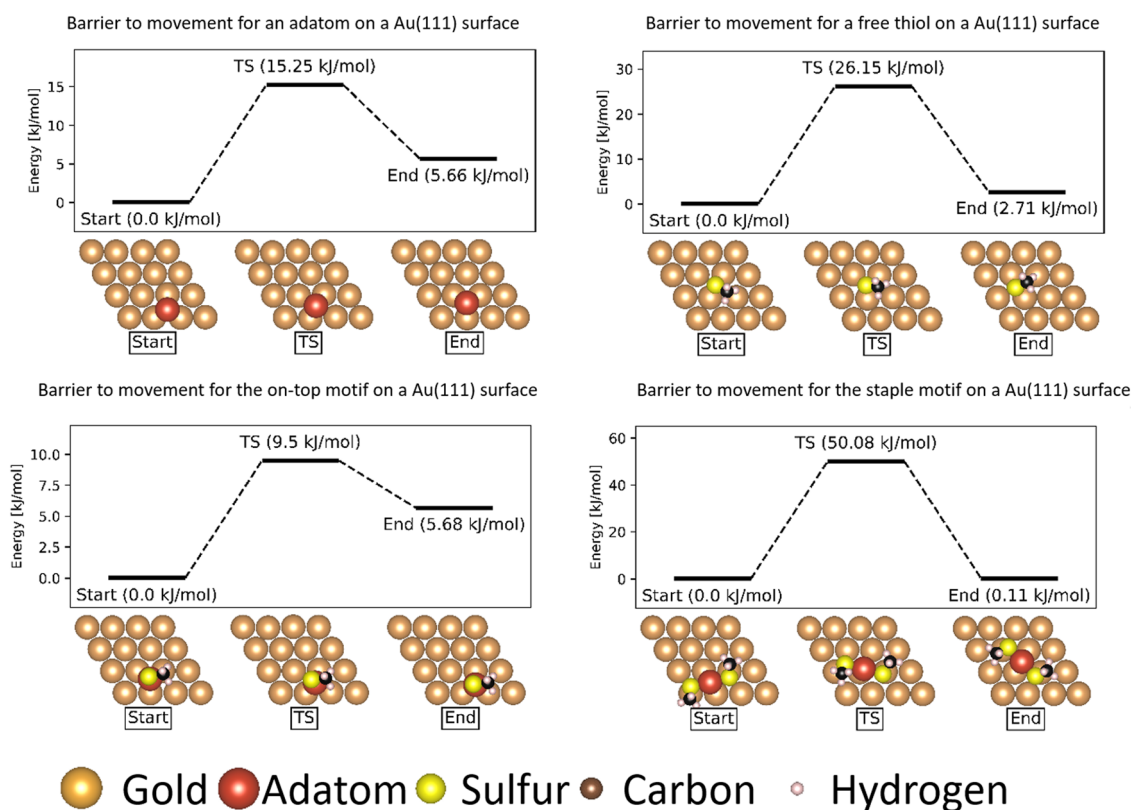 Barrier to movement for an adatom on a Au(111) surface
Energy [kJ/mol]
15
10
5
0
TS (15.25 kJ/mol)
End (5.66 kJ/mol)
Start (0.0 kJ/mol)
Start
TS
End
Barrier to movement for a free thiol on a Au(111) surface
Energy [kJ/mol]
30
20
10
0
TS (26.15 kJ/mol)
End (2.71 kJ/mol)
Start (0.0 kJ/mol)
Start
TS
End
Barrier to movement for the on-top motif on a Au(111) surface
Energy [kJ/mol]
10.0
7.5
5.0
2.5
0.0
TS (9.5 kJ/mol)
End (5.68 kJ/mol)
Start (0.0 kJ/mol)
Start
TS
End
Barrier to movement for the staple motif on a Au(111) surface
Energy [kJ/mol]
60
40
20
0
TS (50.08 kJ/mol)
Start (0.0 kJ/mol)
End (0.11 kJ/mol)
Start
TS
End
Gold Adatom Sulfur Carbon Hydrogen